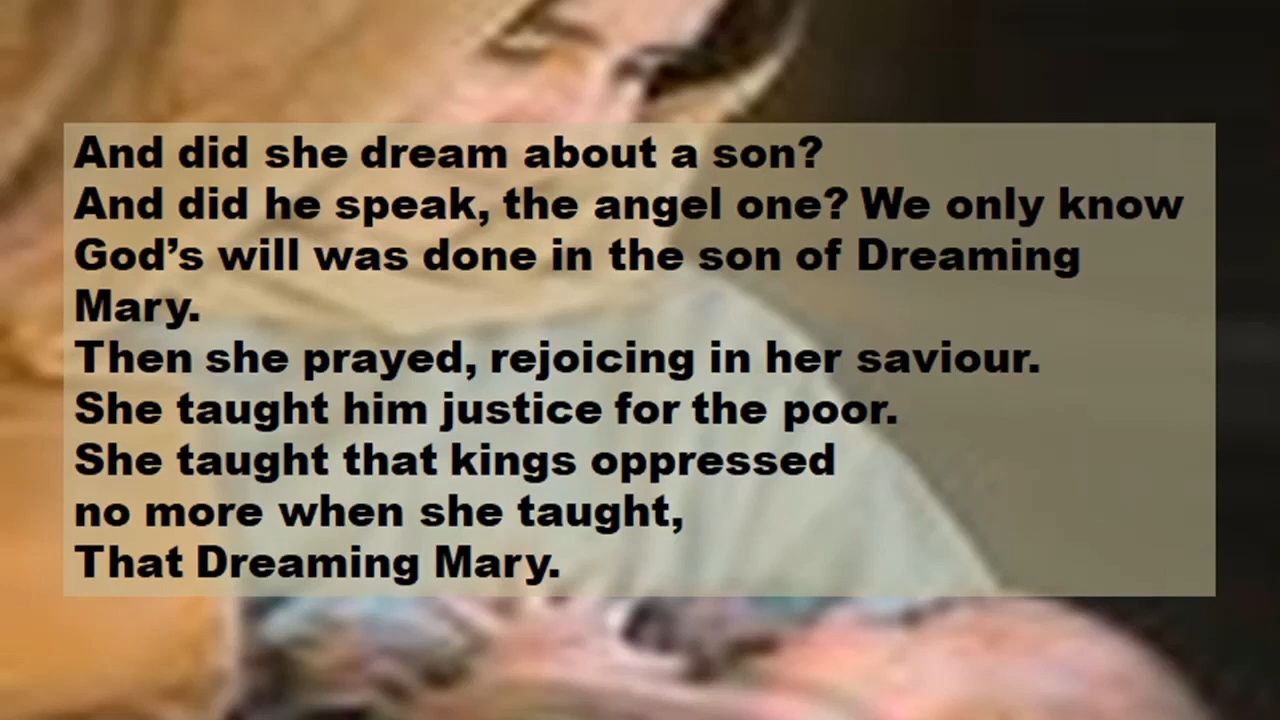 And did she dream about a son?
And did he speak, the angel one? We only know
God’s will was done in the son of Dreaming
Mary.
Then she prayed, rejoicing in her saviour.
She taught him justice for the poor.
She taught that kings oppressed
no more when she taught,
That Dreaming Mary.